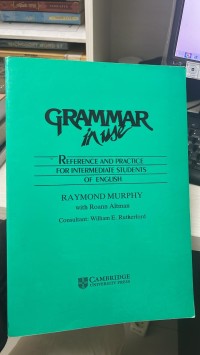 GRAMMAR
in use
REFERENCE AND PRACTICE
FOR INTERMEDIATE STUDENTS
OF ENGLISH
RAYMOND MURPHY
with Roann Altman
Consultant: William E. Rutherford
CAMBRIDGE
UNIVERSITY PRESS